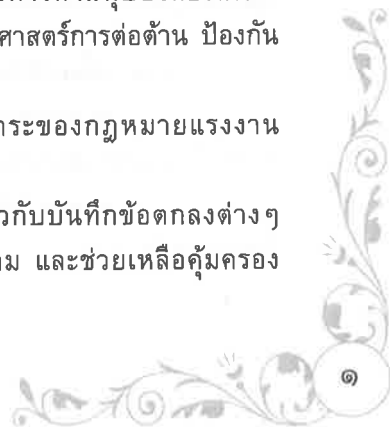 ศาสตร์การต่อต้าน ป้องกัน
ระของกฎหมายแรงงาน
วกับบันทึกข้อตกลงต่างๆ
ม และช่วยเหลือคุ้มครอง
๑